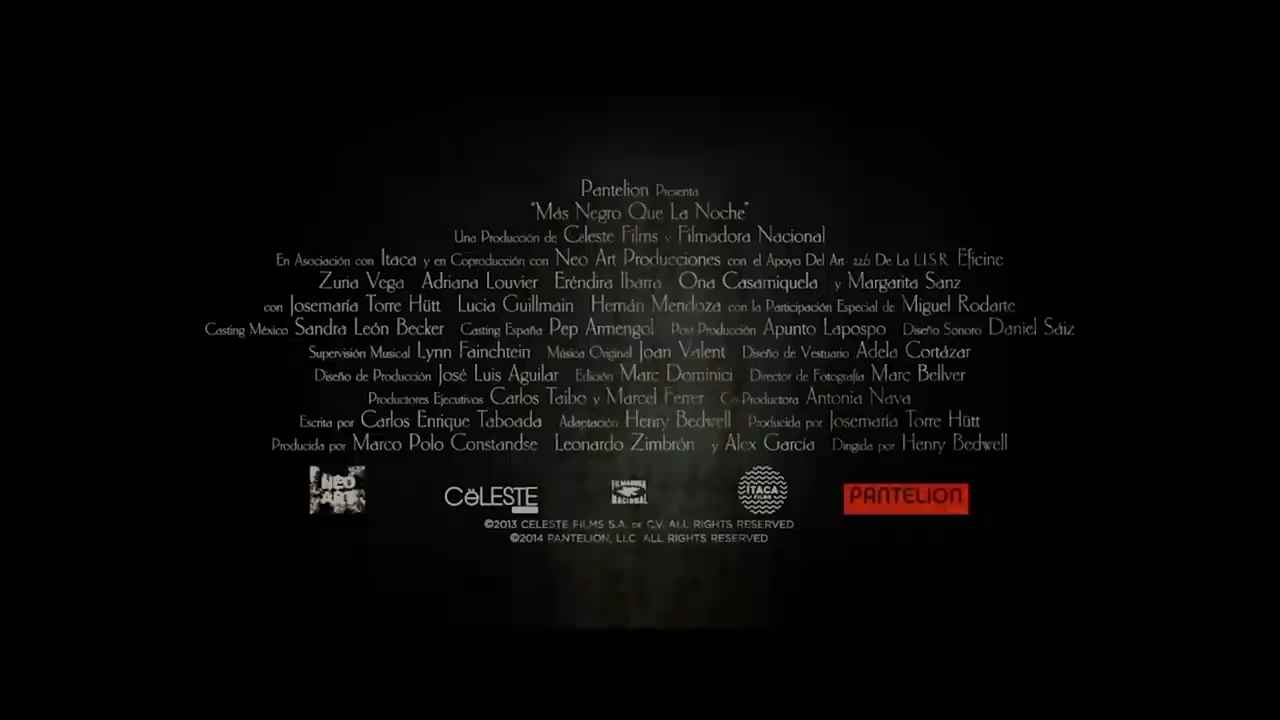 Pantelion Presenta
"Más Negro Que La Noche"
Una Producción de Céleste Films y Filmadora Nacional
En Asociación con Itaca y en Coproducción con Neo Art Producciones con el Apoyo Del Art. 226 De La L.I.S.R. Eficine
Zuria Vega Adriana Louvier Eréndira Ibarra Ona Casamiquela y Margarita Sanz
con Josemaría Torre Hütt Lucia Guillmain Hernán Mendoza con la Participación Especial de Miguel Rodarte
Casting México Sandra León Becker Casting España Pep Armengol Post-Producción Apunto Lapospo Diseño Sonoro Daniel Sáiz
Supervisión Musical Lynn Fainchtein Música Original Joan Valent Diseño de Vestuario Adela Cortázar
Diseño de Producción José Luis Aguilar Edición Marc Dominici Director de Fotografía Marc Bellver
Productores Ejecutivos Carlos Taibo y Marcel Ferrer Co-Productora Antonia Nava
Escrita por Carlos Enrique Taboada Adaptación Henry Bedwell Producida por Josemaría Torre Hütt
Producida por Marco Polo Constandse Leonardo Zimbrón y Alex García Dirigida por Henry Bedwell
NEO ART CËLESTE FILMADORA NACIONAL ITACA FILMS PANTELION
©2013 CELESTE FILMS S.A. DE C.V. ALL RIGHTS RESERVED
©2014 PANTELION, LLC ALL RIGHTS RESERVED